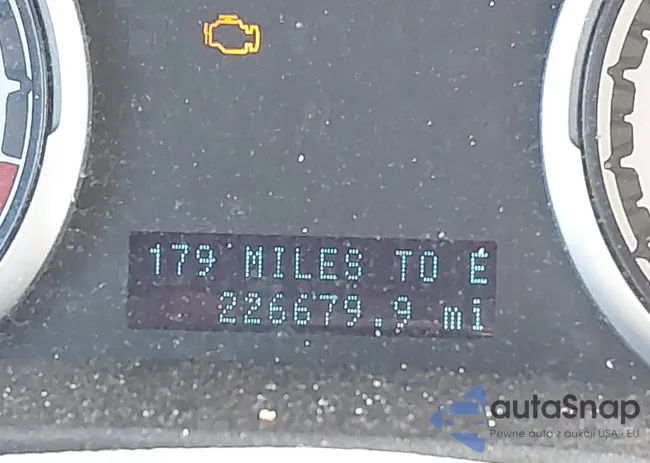 179 MILES TO E
226679.9 mi
autaSnap
Pewne auta z aukcji USA i EU